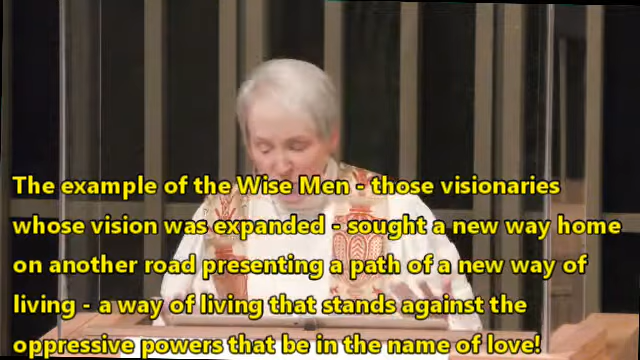 The example of the Wise Men - those visionaries
whose vision was expanded - sought a new way home
on another road presenting a path of a new way of
living - a way of living that stands against the
oppressive powers that be in the name of love!